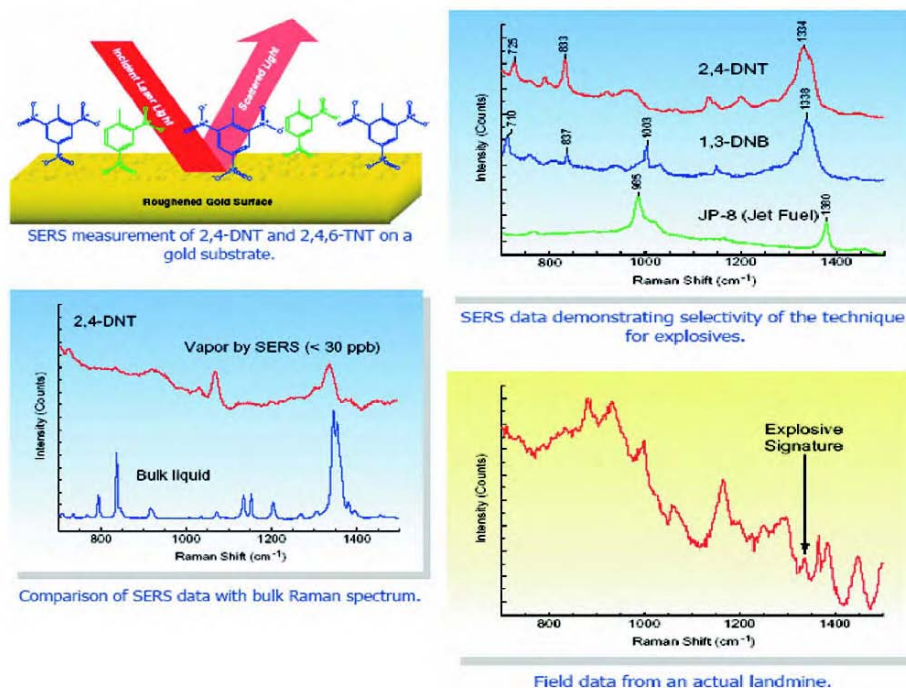 Incident Laser Light
Scattered Light
Roughened Gold Surface
SERS measurement of 2,4-DNT and 2,4,6-TNT on a
gold substrate.
Intensity (Counts)
725
833
1334
2,4-DNT
710
837
1003
1338
1,3-DNB
985
JP-8 (Jet Fuel)
1380
800 1000 1200 1400
Raman Shift (cm⁻¹)
SERS data demonstrating selectivity of the technique
for explosives.
2,4-DNT
Vapor by SERS (< 30 ppb)
Intensity (Counts)
Bulk liquid
800 1000 1200 1400
Raman Shift (cm⁻¹)
Comparison of SERS data with bulk Raman spectrum.
Intensity (Counts)
Explosive
Signature
800 1000 1200 1400
Raman Shift (cm⁻¹)
Field data from an actual landmine.